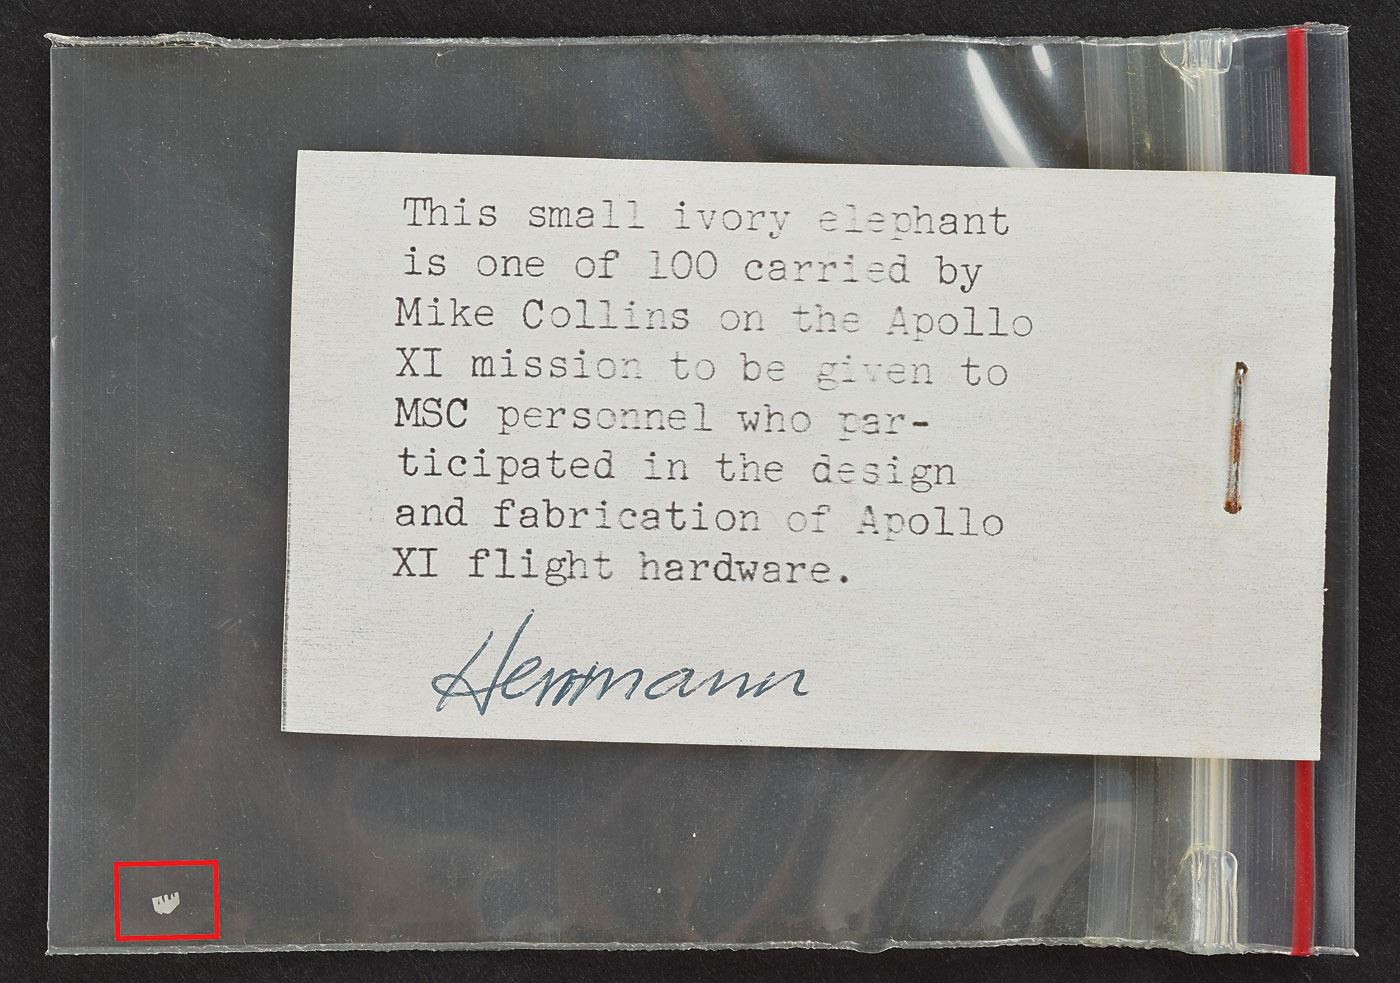 This small ivory elephant
is one of 100 carried by
Mike Collins on the Apollo
XI mission to be given to
MSC personnel who par-
ticipated in the design
and fabrication of Apollo
XI flight hardware.
Herrmann